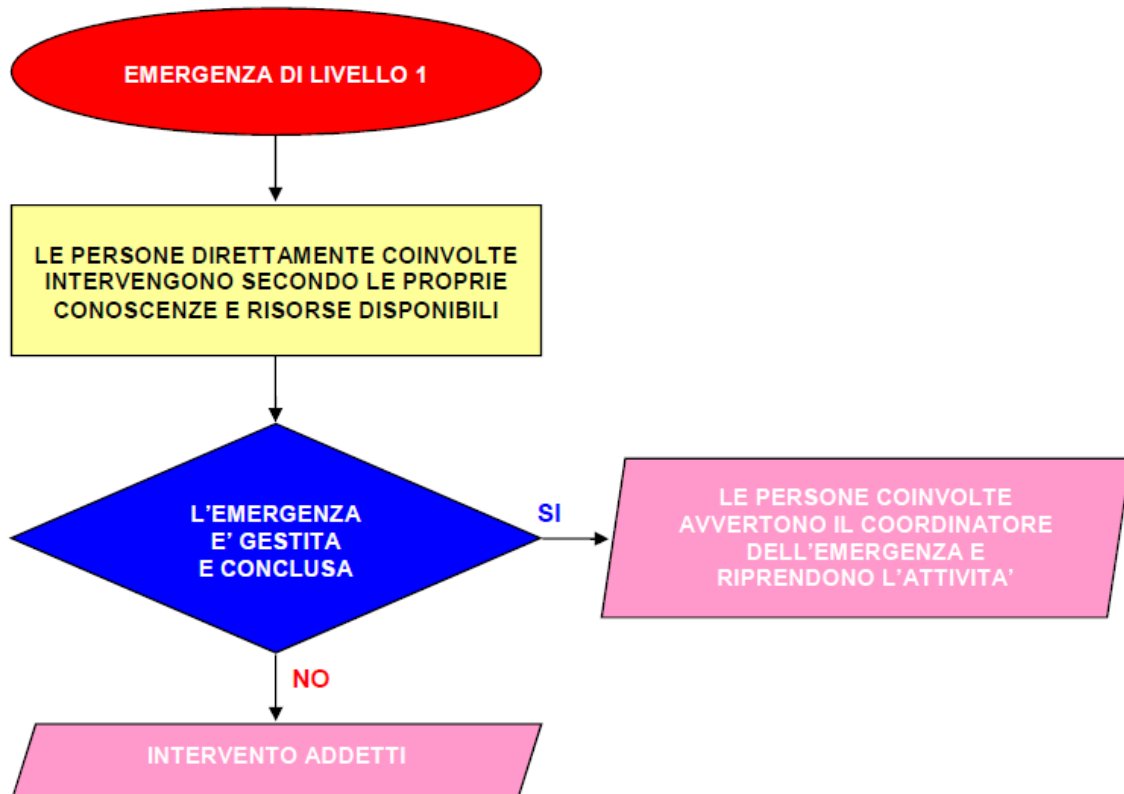 EMERGENZA DI LIVELLO 1
LE PERSONE DIRETTAMENTE COINVOLTE
INTERVENGONO SECONDO LE PROPRIE
CONOSCENZE E RISORSE DISPONIBILI
L’EMERGENZA
E’ GESTITA
E CONCLUSA
SI
LE PERSONE COINVOLTE
AVVERTONO IL COORDINATORE
DELL’EMERGENZA E
RIPRENDONO L’ATTIVITA’
NO
INTERVENTO ADDETTI